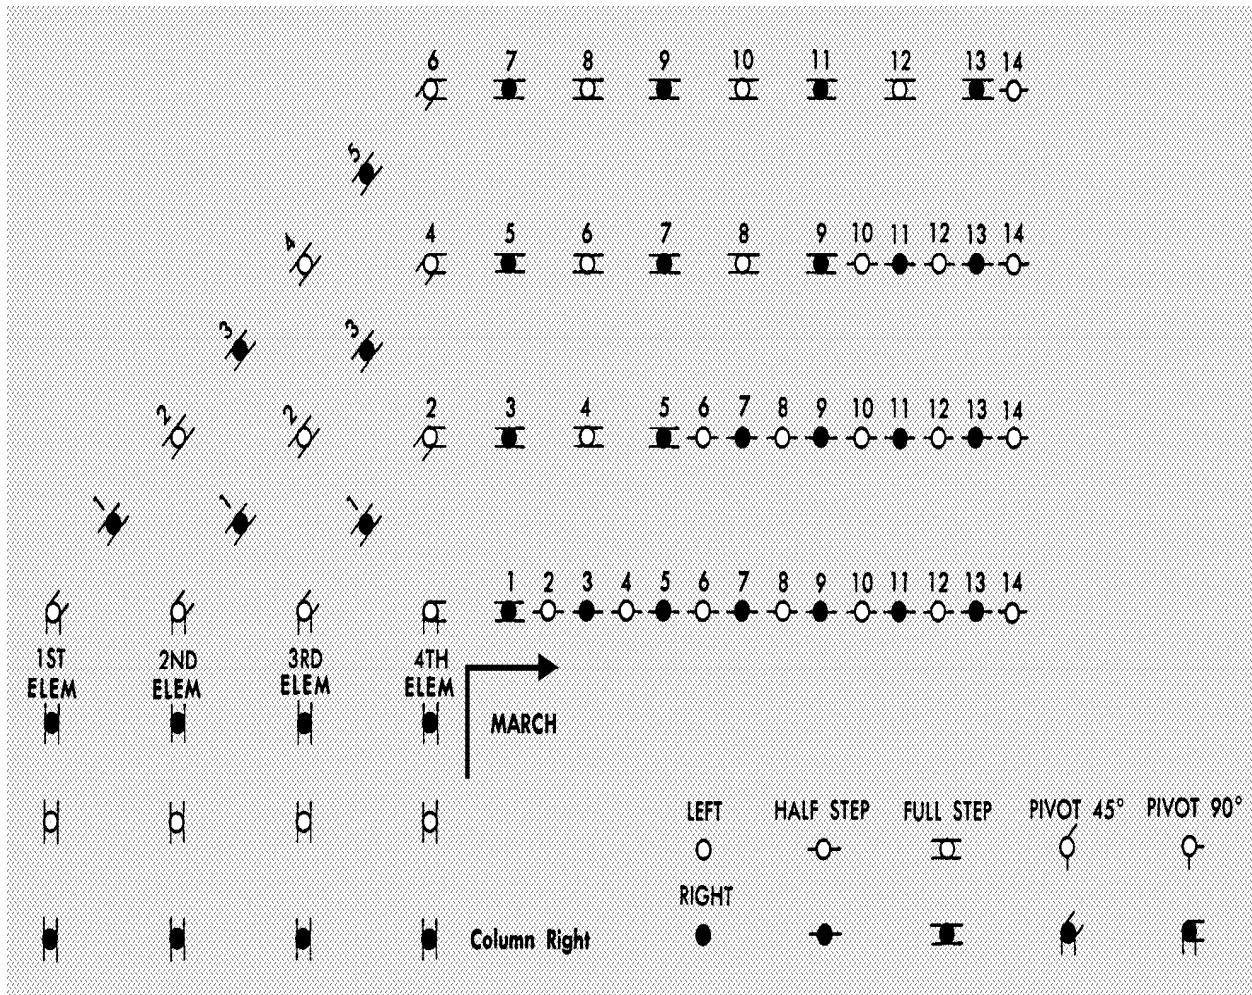 6 7 8 9 10 11 12 13 14
5
4 4 5 6 7 8 9 10 11 12 13 14
3 3
2 2 2 3 4 5 6 7 8 9 10 11 12 13 14
1 1 1
1 2 3 4 5 6 7 8 9 10 11 12 13 14
1ST 2ND 3RD 4TH
ELEM ELEM ELEM ELEM
MARCH
LEFT HALF STEP FULL STEP PIVOT 45° PIVOT 90°
RIGHT
Column Right